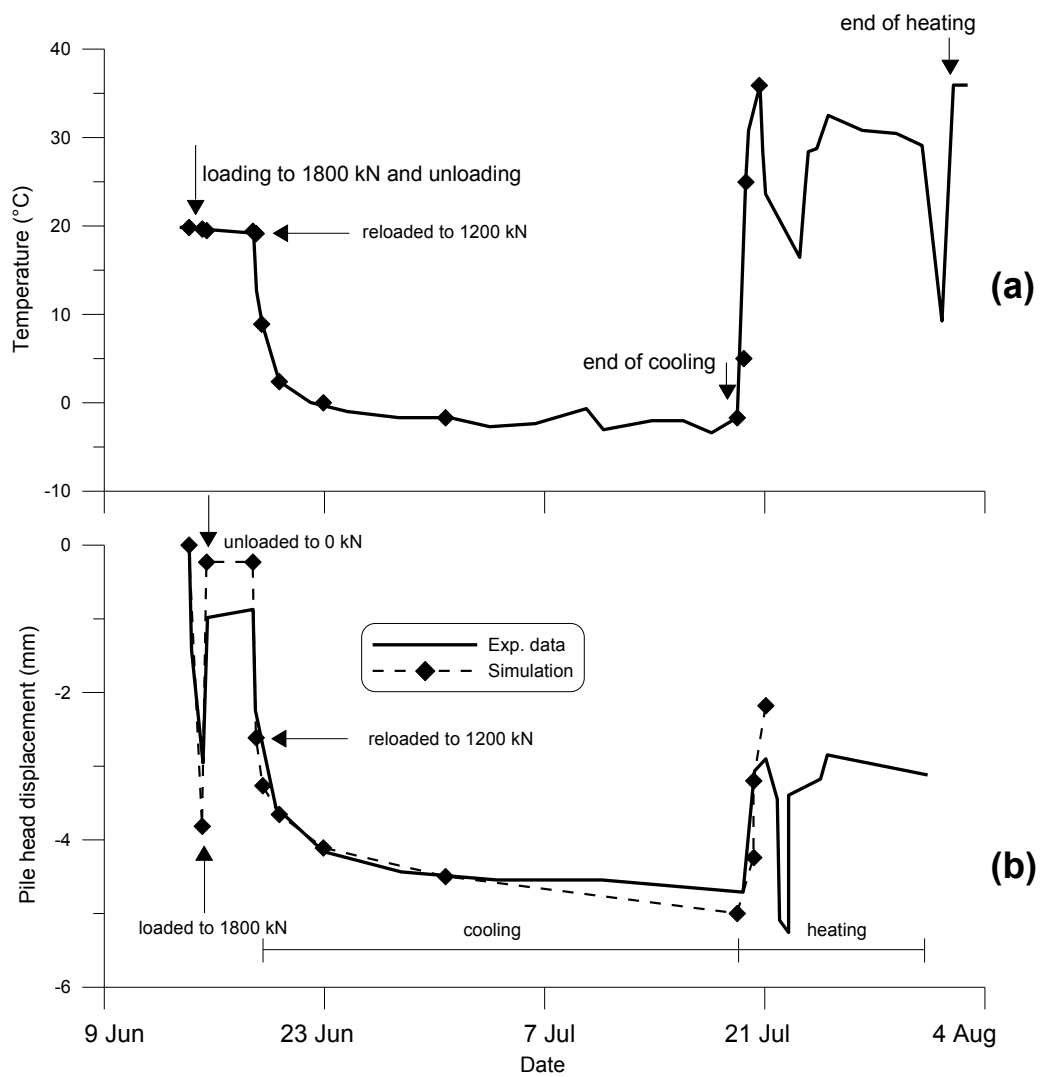 end of heating
40
30
20
10
0
-10
Temperature (°C)
loading to 1800 kN and unloading
reloaded to 1200 kN
(a)
end of cooling
0
-2
-4
-6
Pile head displacement (mm)
unloaded to 0 kN
Exp. data
Simulation
reloaded to 1200 kN
(b)
loaded to 1800 kN
cooling
heating
9 Jun
23 Jun
7 Jul
21 Jul
4 Aug
Date